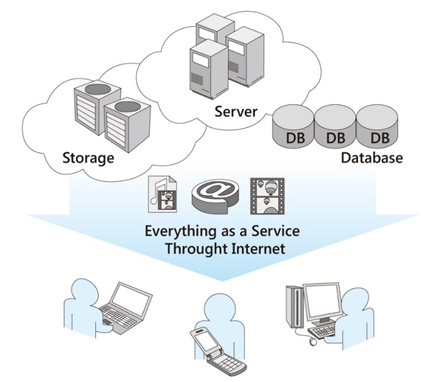 Server
Storage
DB DB DB
Database
Everything as a Service
Throught Internet